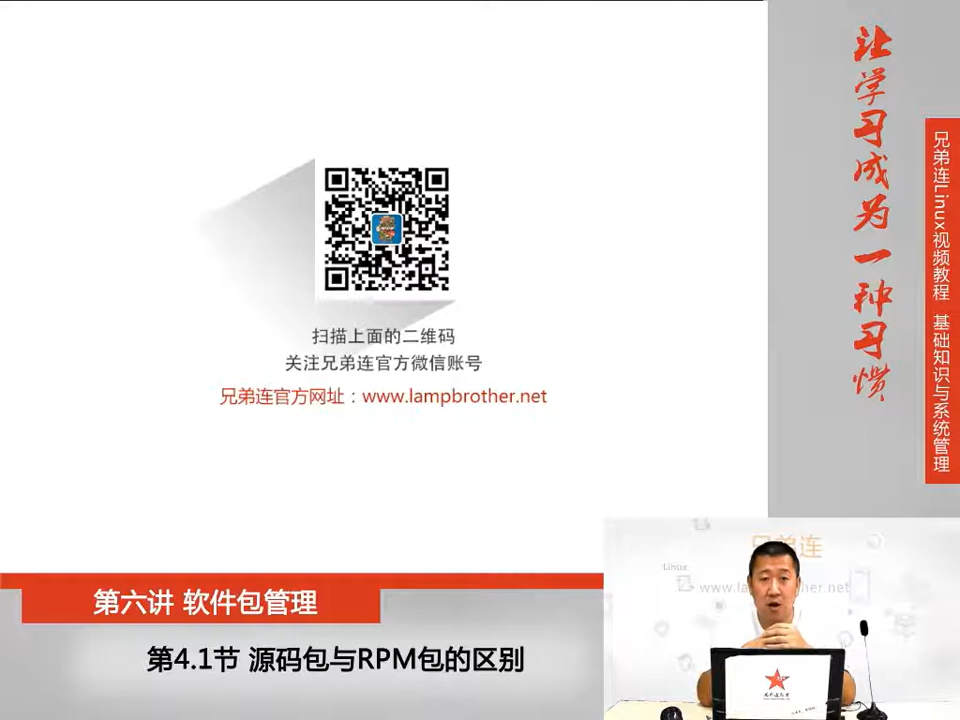 扫描上面的二维码
关注兄弟连官方微信账号
兄弟连官方网址：www.lampbrother.net
让学习成为一种习惯
兄弟连Linux视频教程 基础知识与系统管理
第六讲 软件包管理
第4.1节 源码包与RPM包的区别
兄弟连
Linux